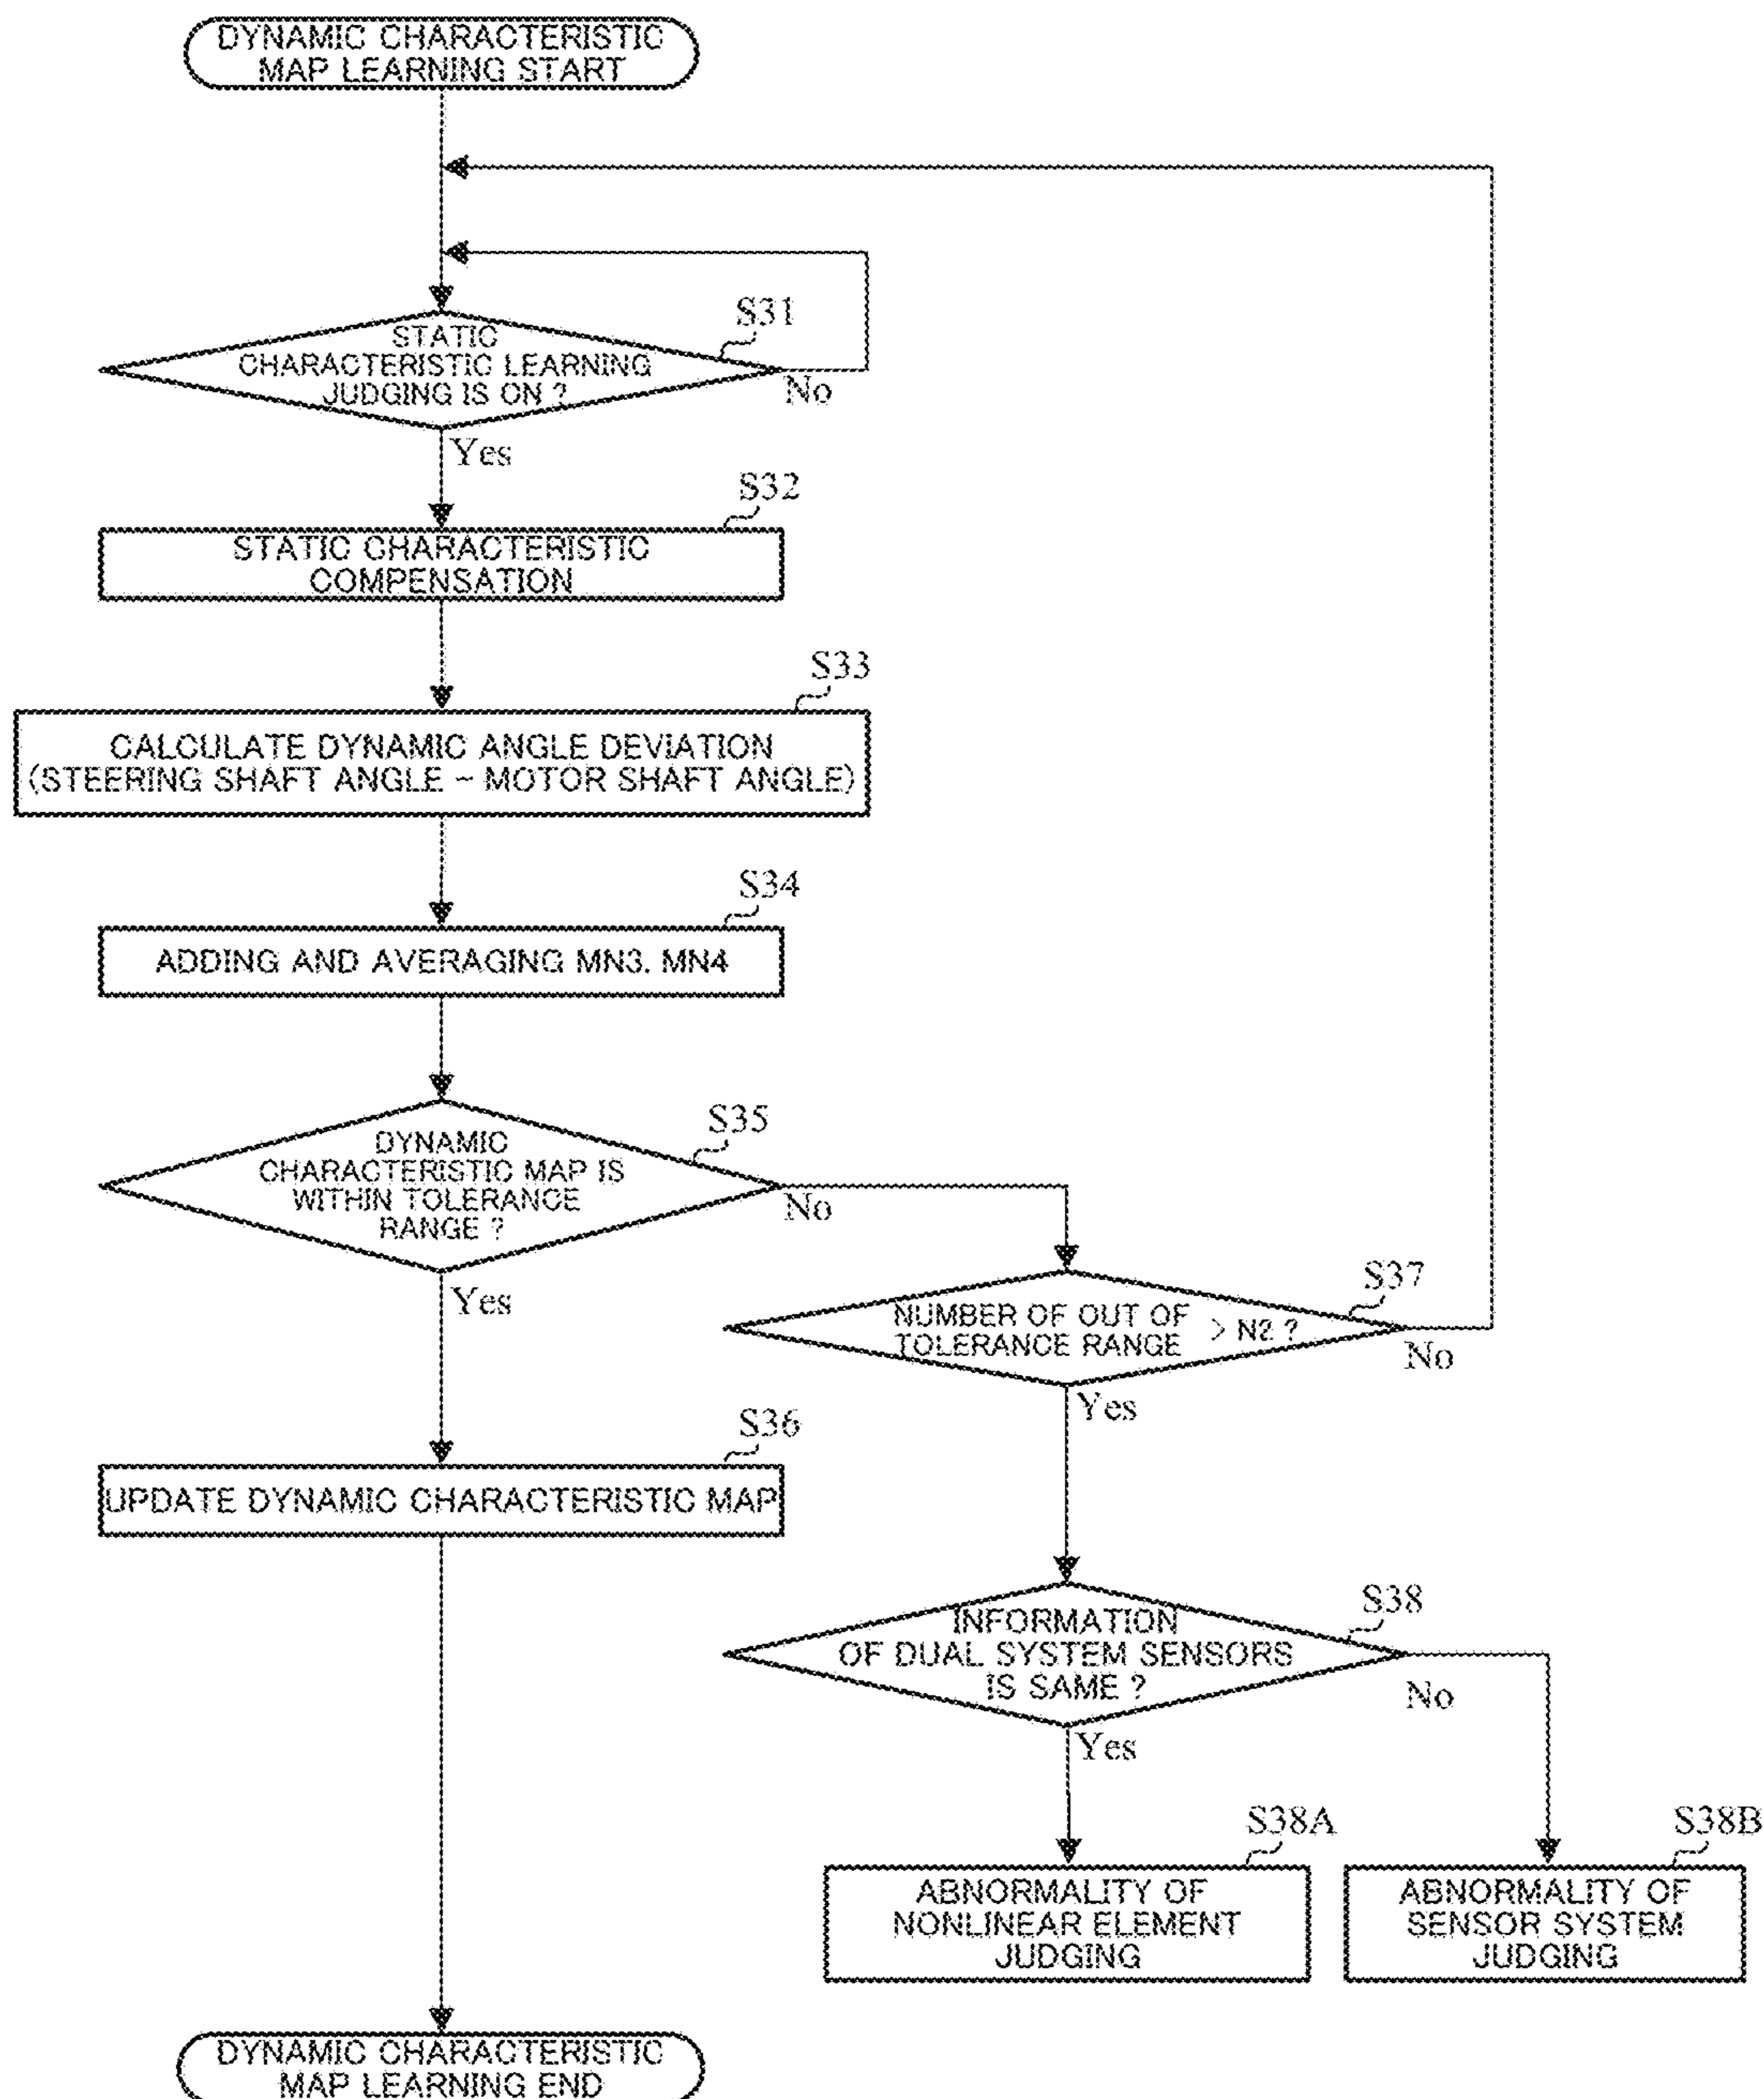 DYNAMIC CHARACTERISTIC
MAP LEARNING START
S31
STATIC
CHARACTERISTIC LEARNING
JUDGING IS ON ?
No
Yes
S32
STATIC CHARACTERISTIC
COMPENSATION
S33
CALCULATE DYNAMIC ANGLE DEVIATION
(STEERING SHAFT ANGLE - MOTOR SHAFT ANGLE)
S34
ADDING AND AVERAGING MN3. MN4
S35
DYNAMIC
CHARACTERISTIC MAP IS
WITHIN TOLERANCE
RANGE ?
No
Yes
S37
NUMBER OF OUT OF
TOLERANCE RANGE > N2 ?
No
Yes
S36
UPDATE DYNAMIC CHARACTERISTIC MAP
S38
INFORMATION
OF DUAL SYSTEM SENSORS
IS SAME ?
No
Yes
S38A
ABNORMALITY OF
NONLINEAR ELEMENT
JUDGING
S38B
ABNORMALITY OF
SENSOR SYSTEM
JUDGING
DYNAMIC CHARACTERISTIC
MAP LEARNING END